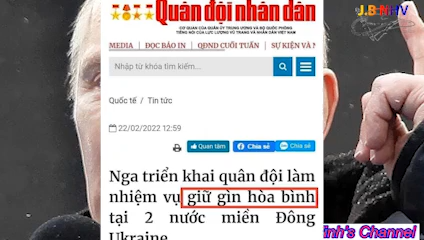 J.B MHV
Quân đội nhân dân
CƠ QUAN CỦA QUÂN ỦY TRUNG ƯƠNG VÀ BỘ QUỐC PHÒNG
TIẾNG NÓI CỦA LỰC LƯỢNG VŨ TRANG VÀ NHÂN DÂN VIỆT NAM
MEDIA ĐỌC BÁO IN QĐND CUỐI TUẦN SỰ KIỆN VÀ
Nhập từ khóa tìm kiếm...
Quốc tế / Tin tức
22/02/2022 12:59
Quan tâm Chia sẻ Chia sẻ
Nga triển khai quân đội làm
nhiệm vụ giữ gìn hòa bình
tại 2 nước miền Đông
Ukraine
inh's Channel